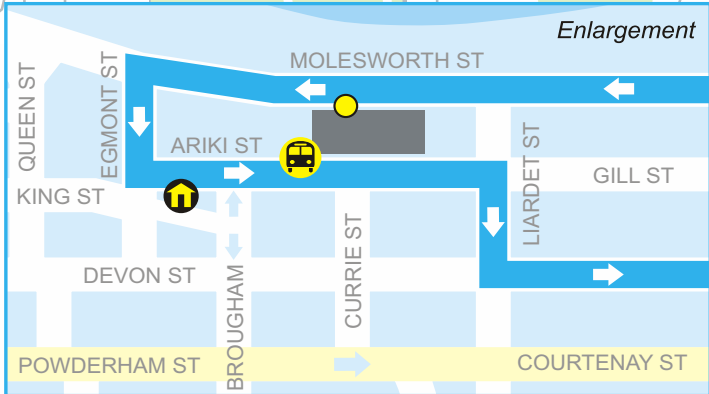 Enlargement
MOLESWORTH ST
QUEEN ST
EGMONT ST
ARIKI ST
LIARDET ST
GILL ST
KING ST
CURRIE ST
DEVON ST
BROUGHAM
POWDERHAM ST
COURTENAY ST